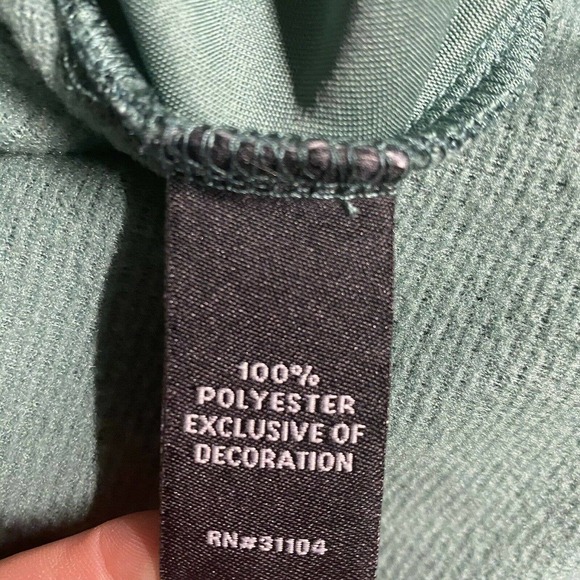 100%
POLYESTER
EXCLUSIVE OF
DECORATION
RN#31104